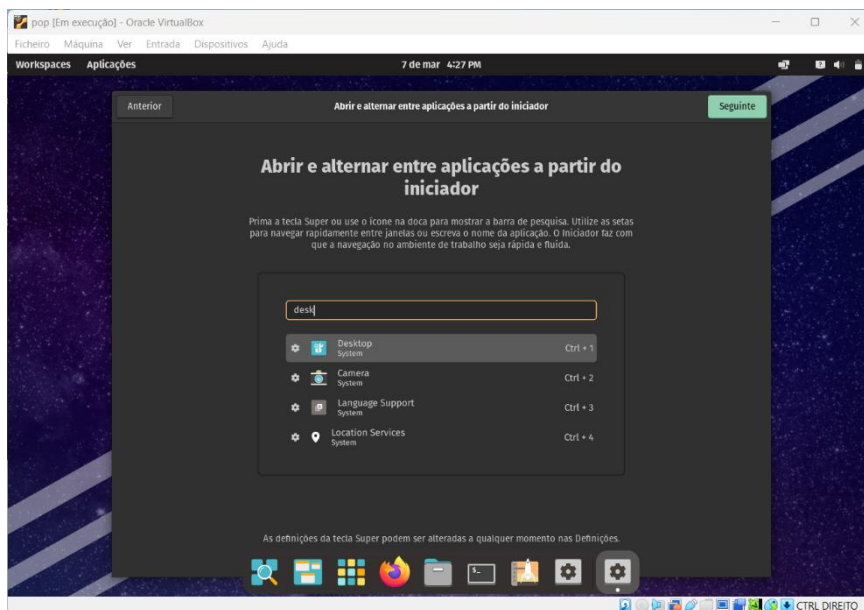 pop [Em execução] - Oracle VirtualBox
Ficheiro Máquina Ver Entrada Dispositivos Ajuda
Workspaces Aplicações 7 de mar 4:27 PM
Anterior Abrir e alternar entre aplicações a partir do iniciador Seguinte
Abrir e alternar entre aplicações a partir do
iniciador
Prima a tecla Super ou use o ícone na doca para mostrar a barra de pesquisa. Utilize as setas
para navegar rapidamente entre janelas ou escreva o nome da aplicação. O Iniciador faz com
que a navegação no ambiente de trabalho seja rápida e fluída.
desk
Desktop Ctrl + 1
System
Camera Ctrl + 2
System
Language Support Ctrl + 3
System
Location Services Ctrl + 4
System
As definições da tecla Super podem ser alteradas a qualquer momento nas Definições.
CTRL DIREITO